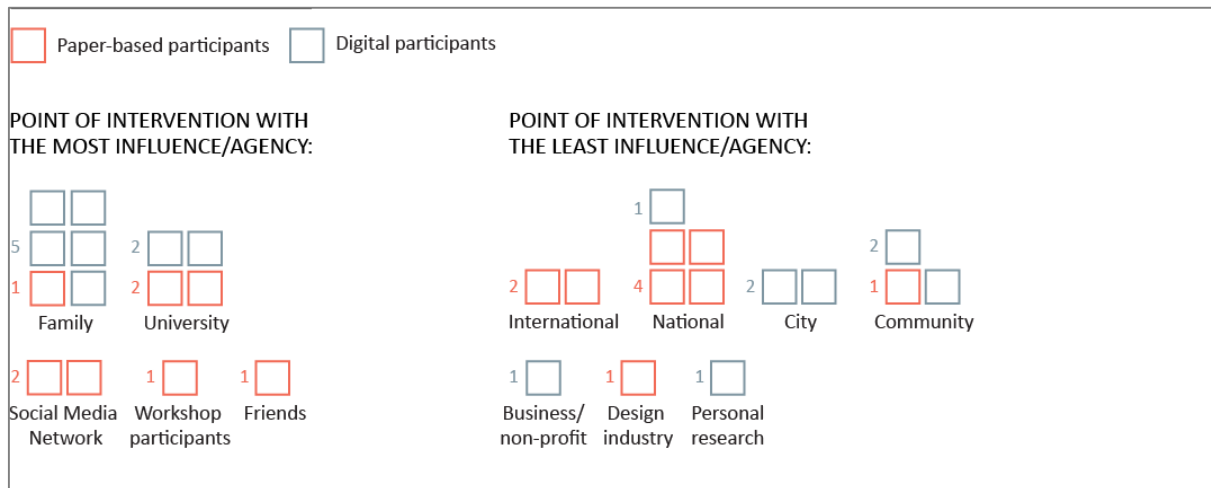 Paper-based participants Digital participants
POINT OF INTERVENTION WITH
THE MOST INFLUENCE/AGENCY:
5
1
Family
2
2
University
2
Social Media
Network
1
Workshop
participants
1
Friends
POINT OF INTERVENTION WITH
THE LEAST INFLUENCE/AGENCY:
2
International
1
4
National
2
City
2
1
Community
1
Business/
non-profit
1
Design
industry
1
Personal
research